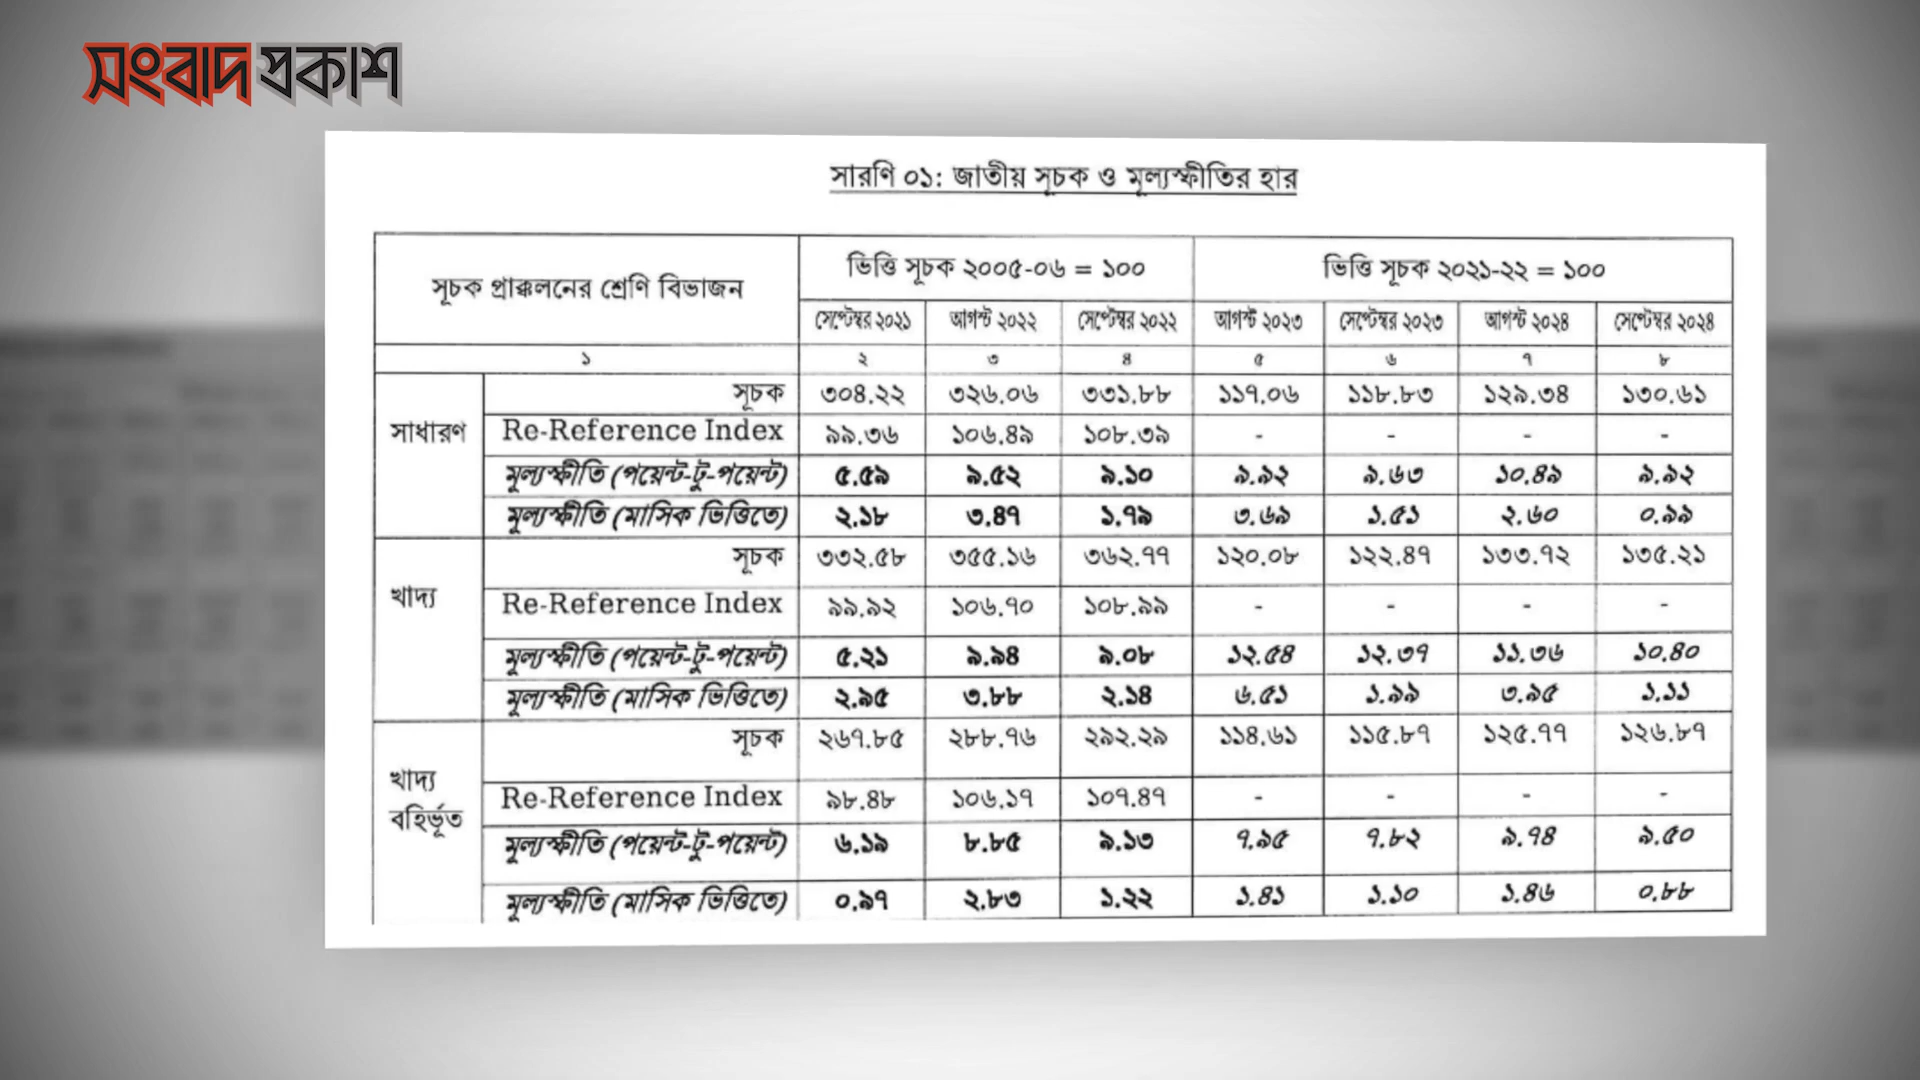 সংবাদ প্রকাশ
সারণি ০১: জাতীয় সূচক ও মূল্যস্ফীতির হার
সূচক প্রাক্কলনের শ্রেণি বিভাজন ভিত্তি সূচক ২০০৫-০৬ = ১০০ ভিত্তি সূচক ২০২১-২২ = ১০০
সেপ্টেম্বর ২০২১ আগস্ট ২০২২ সেপ্টেম্বর ২০২২ আগস্ট ২০২৩ সেপ্টেম্বর ২০২৩ আগস্ট ২০২৪ সেপ্টেম্বর ২০২৪
১ ২ ৩ ৪ ৫ ৬ ৭ ৮
সাধারণ সূচক ৩০৪.২২ ৩২৬.০৬ ৩৩১.৮৮ ১১৭.০৬ ১১৮.৮৩ ১২৯.৩৪ ১৩০.৬১
Re-Reference Index ৯৯.৩৬ ১০৬.৪৯ ১০৮.৩৯ - - - -
মূল্যস্ফীতি (পয়েন্ট-টু-পয়েন্ট) ৫.৫৯ ৯.৫২ ৯.১০ ৯.৯২ ৯.৬৩ ১০.৪৯ ৯.৯২
মূল্যস্ফীতি (মাসিক ভিত্তিতে) ২.১৮ ৩.৪৭ ১.৭৯ ৩.৬৯ ১.৫১ ২.৬০ ০.৯৯
খাদ্য সূচক ৩৩২.৫৮ ৩৫৫.১৬ ৩৬২.৭৭ ১২০.০৮ ১২২.৪৭ ১৩৩.৭২ ১৩৫.২১
Re-Reference Index ৯৯.৯২ ১০৬.৭০ ১০৮.৯৯ - - - -
মূল্যস্ফীতি (পয়েন্ট-টু-পয়েন্ট) ৫.২১ ৯.৯৪ ৯.০৮ ১২.৫৪ ১২.৩৭ ১১.৩৬ ১০.৪০
মূল্যস্ফীতি (মাসিক ভিত্তিতে) ২.৯৫ ৩.৮৮ ২.১৪ ৬.৫১ ১.৯৯ ৩.৯৫ ১.১১
খাদ্য বহির্ভূত সূচক ২৬৭.৮৫ ২৮৮.৭৬ ২৯২.২৯ ১১৪.৬১ ১১৫.৮৭ ১২৫.৭৭ ১২৬.৮৭
Re-Reference Index ৯৮.৪৮ ১০৬.১৭ ১০৭.৪৭ - - - -
মূল্যস্ফীতি (পয়েন্ট-টু-পয়েন্ট) ৬.১৯ ৮.৮৫ ৯.১৩ ৭.৯৫ ৭.৮২ ৯.৭৪ ৯.৫০
মূল্যস্ফীতি (মাসিক ভিত্তিতে) ০.৯৭ ২.৮৩ ১.২২ ১.৪১ ১.১০ ১.৪৬ ০.৮৮